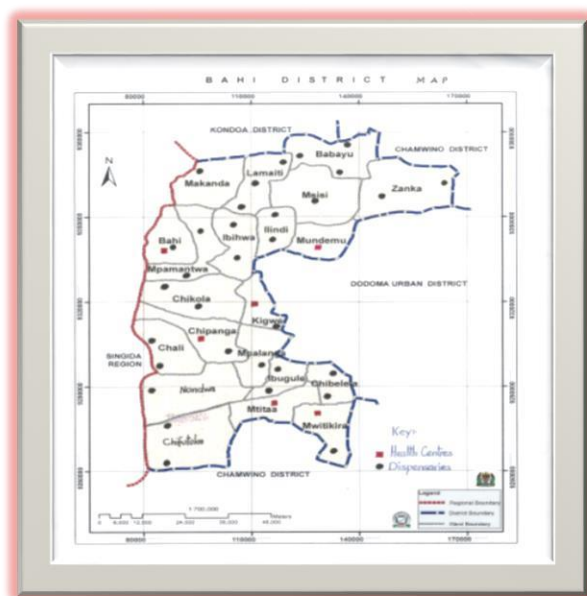 BAHI DISTRICT MAP
80000 110000 140000 170000
KONDOA DISTRICT
CHAMWINO DISTRICT
N
Babayu
Lamaiti
Makanda
Zanka
Msisi
Ilindi
Ibihwa
Bahi
Mundemu
Mpamantwa
DODOMA URBAN DISTRICT
Chikola
Kigwe
Chipanga
Chali
Mpalanga
SINGIDA
REGION
Ibugule
Chibelela
Nondwa
Mtitaa
Mwitikira
Chifutuka
Key:-
Health Centres
Dispensaries
CHAMWINO DISTRICT
Legend
Regional Boundary
District Boundary
Ward Boundary
1:700,000
Meters
80000 110000 140000 170000